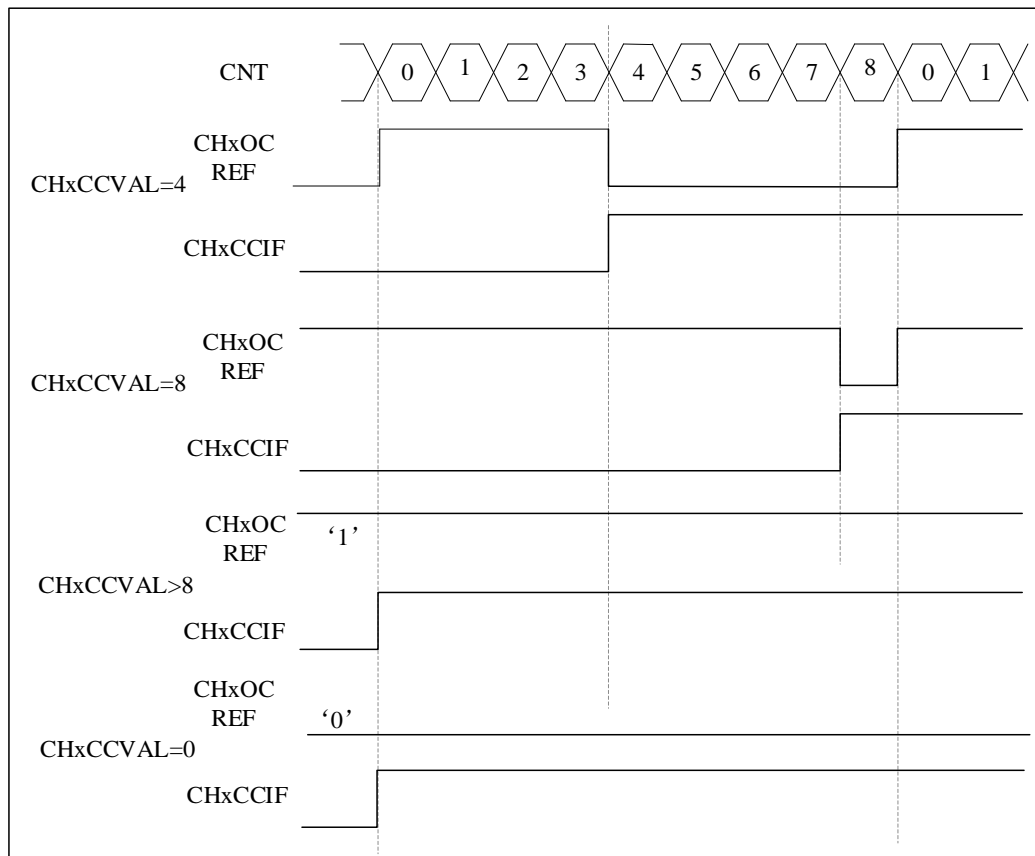 CNT
0 1 2 3 4 5 6 7 8 0 1
CHxOC
REF
CHxCCVAL=4
CHxCCIF
CHxOC
REF
CHxCCVAL=8
CHxCCIF
CHxOC
REF
‘1’
CHxCCVAL>8
CHxCCIF
CHxOC
REF
‘0’
CHxCCVAL=0
CHxCCIF